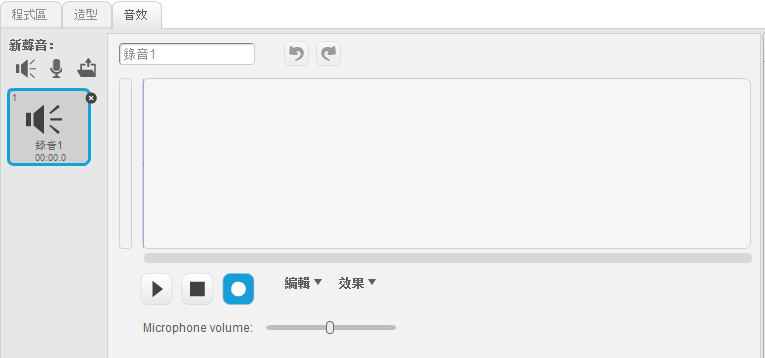 程式區 造型 音效
新聲音：
錄音1
1
錄音1
00:00.0
編輯 效果
Microphone volume: